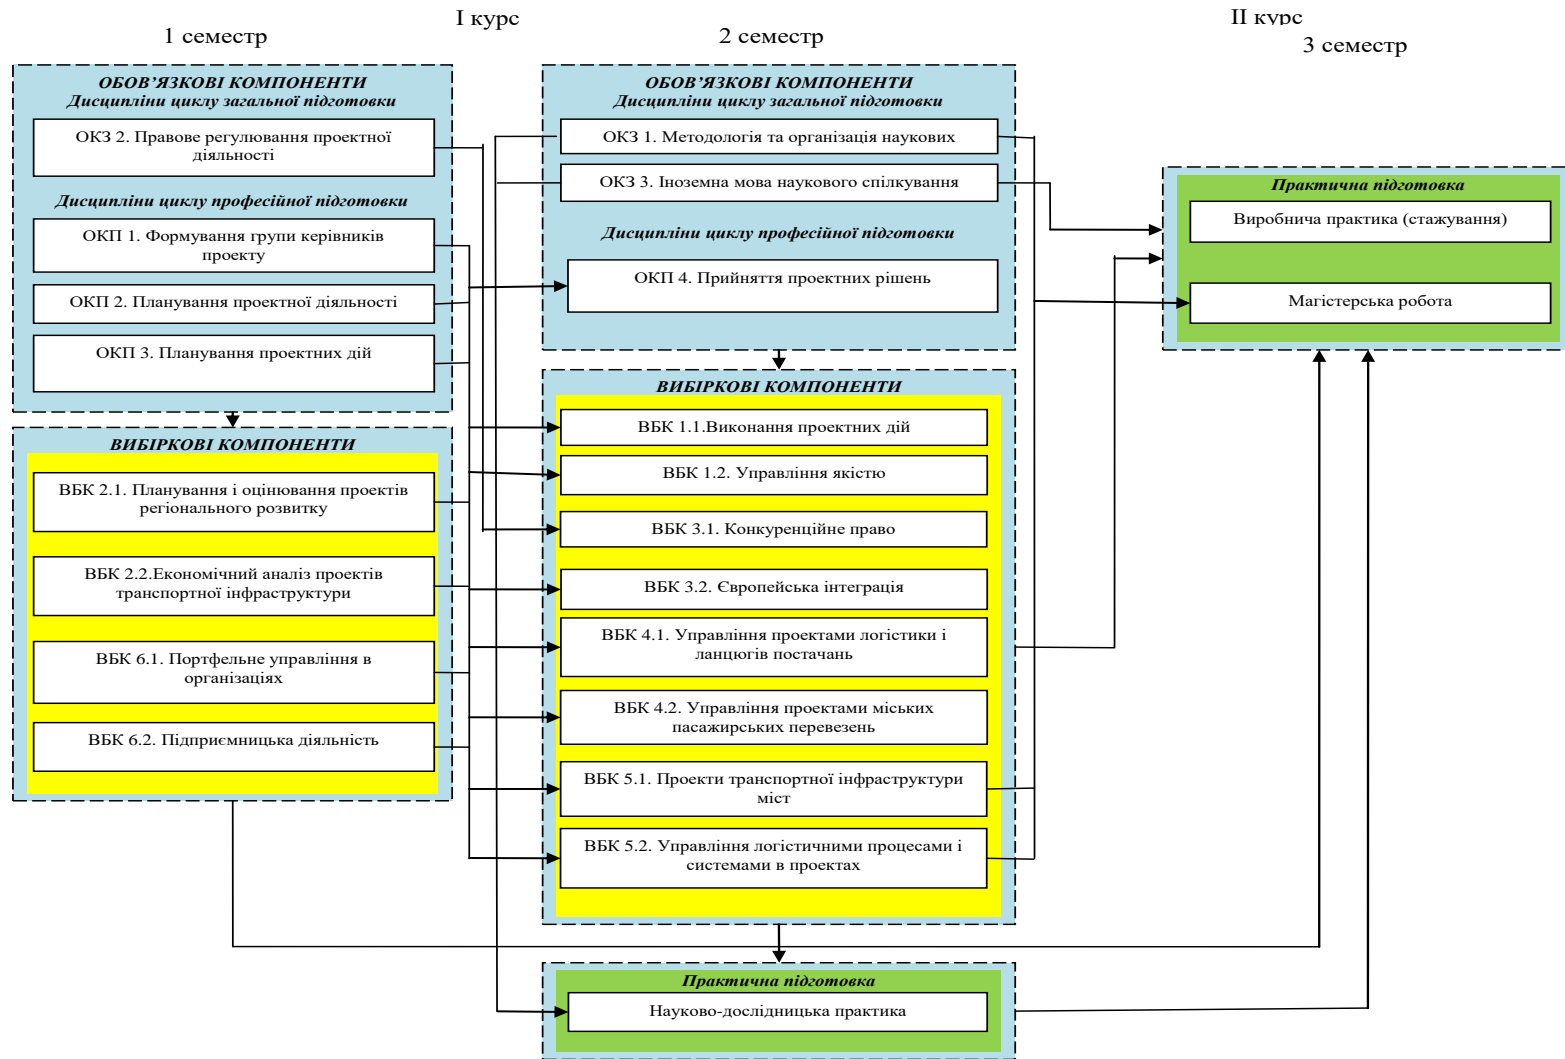 І курс
ІІ курс
1 семестр
2 семестр
3 семестр
ОБОВ’ЯЗКОВІ КОМПОНЕНТИ
Дисципліни циклу загальної підготовки
ОКЗ 2. Правове регулювання проектної
діяльності
Дисципліни циклу професійної підготовки
ОКП 1. Формування групи керівників
проекту
ОКП 2. Планування проектної діяльності
ОКП 3. Планування проектних дій
ВИБІРКОВІ КОМПОНЕНТИ
ВБК 2.1. Планування і оцінювання проектів
регіонального розвитку
ВБК 2.2.Економічний аналіз проектів
транспортної інфраструктури
ВБК 6.1. Портфельне управління в
організаціях
ВБК 6.2. Підприємницька діяльність
ОБОВ’ЯЗКОВІ КОМПОНЕНТИ
Дисципліни циклу загальної підготовки
ОКЗ 1. Методологія та організація наукових
ОКЗ 3. Іноземна мова наукового спілкування
Дисципліни циклу професійної підготовки
ОКП 4. Прийняття проектних рішень
ВИБІРКОВІ КОМПОНЕНТИ
ВБК 1.1.Виконання проектних дій
ВБК 1.2. Управління якістю
ВБК 3.1. Конкуренційне право
ВБК 3.2. Європейська інтеграція
ВБК 4.1. Управління проектами логістики і
ланцюгів постачань
ВБК 4.2. Управління проектами міських
пасажирських перевезень
ВБК 5.1. Проекти транспортної інфраструктури
міст
ВБК 5.2. Управління логістичними процесами і
системами в проектах
Практична підготовка
Науково-дослідницька практика
Практична підготовка
Виробнича практика (стажування)
Магістерська робота